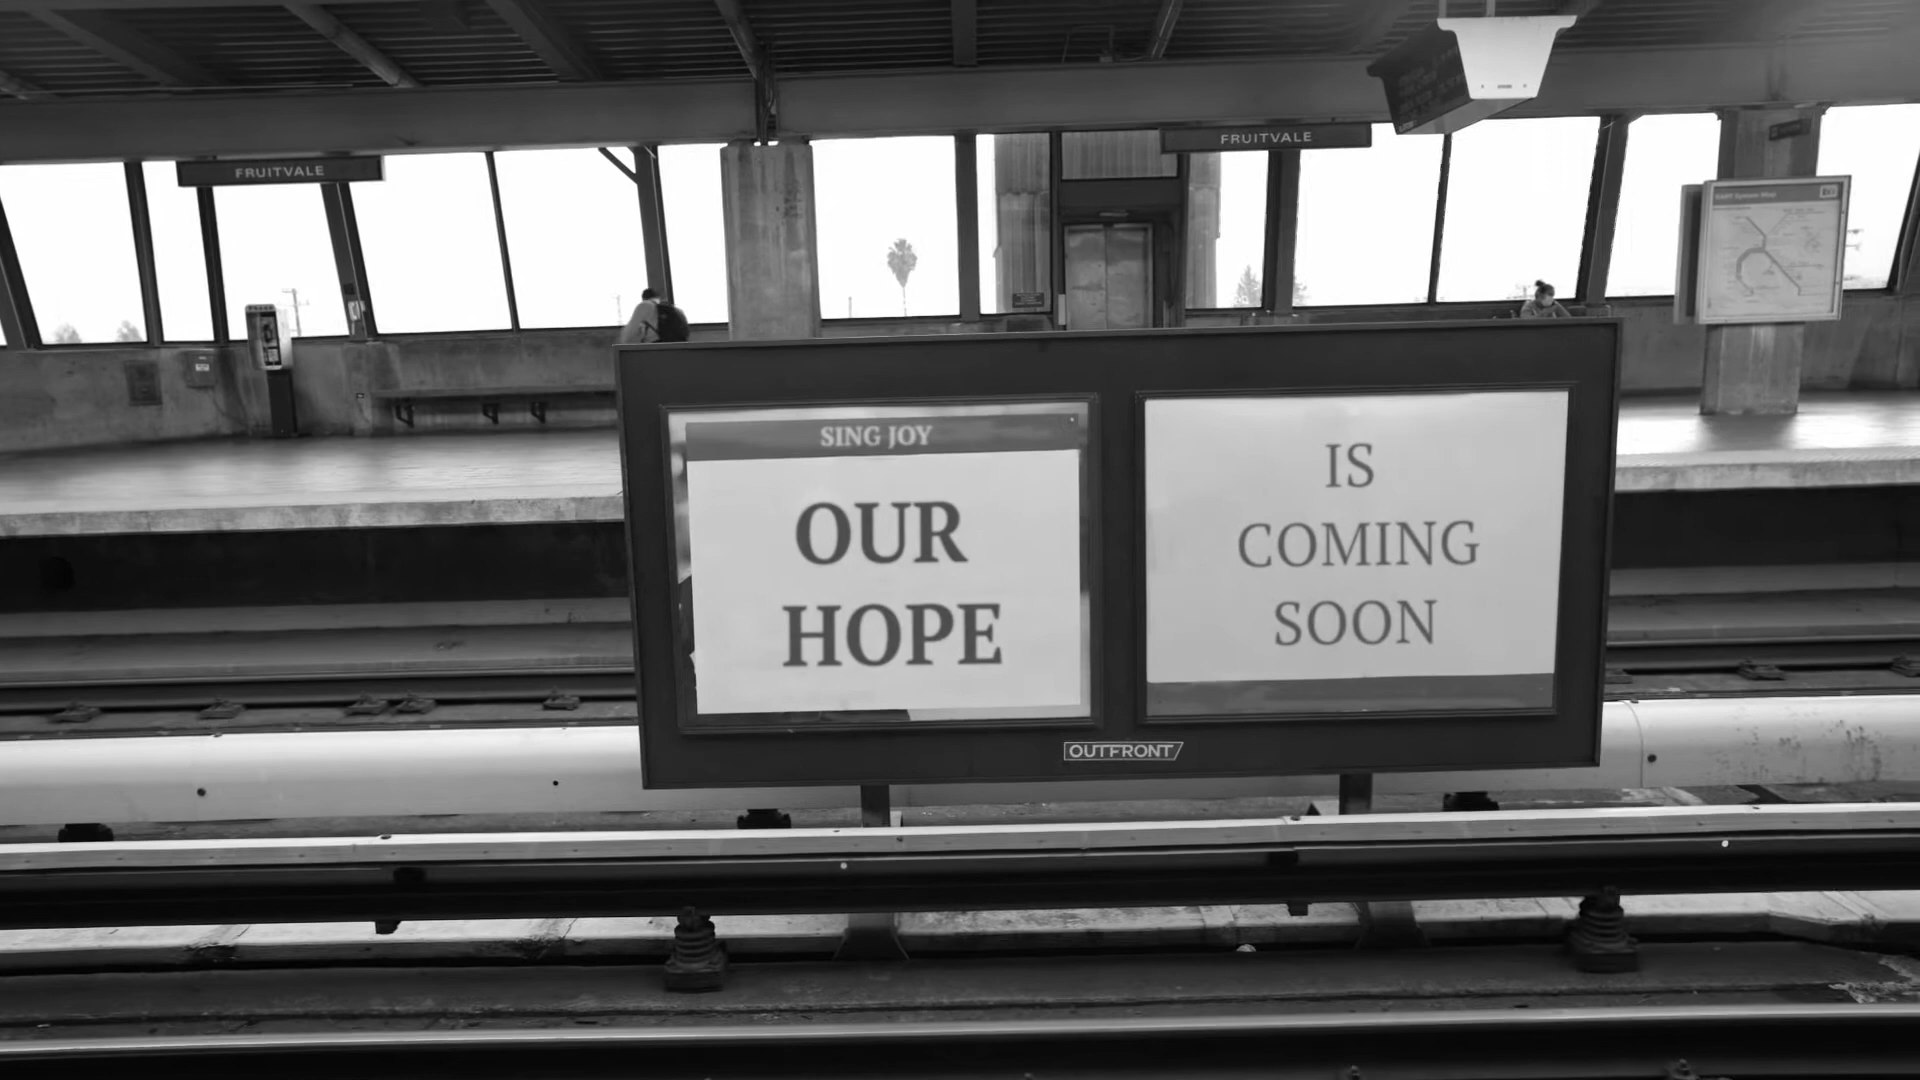 FRUITVALE
FRUITVALE
SING JOY
OUR
HOPE
IS
COMING
SOON
OUTFRONT